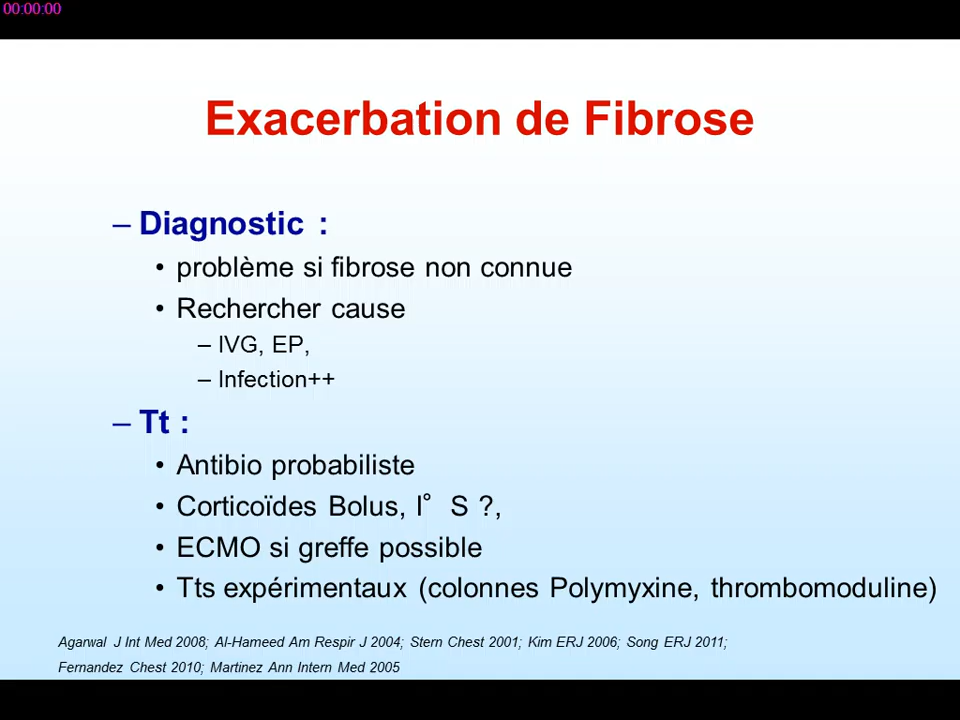 00:00:00
Exacerbation de Fibrose
– Diagnostic :
• problème si fibrose non connue
• Rechercher cause
– IVG, EP,
– Infection++
– Tt :
• Antibio probabiliste
• Corticoïdes Bolus, I° S ?,
• ECMO si greffe possible
• Tts expérimentaux (colonnes Polymyxine, thrombomoduline)
Agarwal J Int Med 2008; Al-Hameed Am Respir J 2004; Stern Chest 2001; Kim ERJ 2006; Song ERJ 2011;
Fernandez Chest 2010; Martinez Ann Intern Med 2005